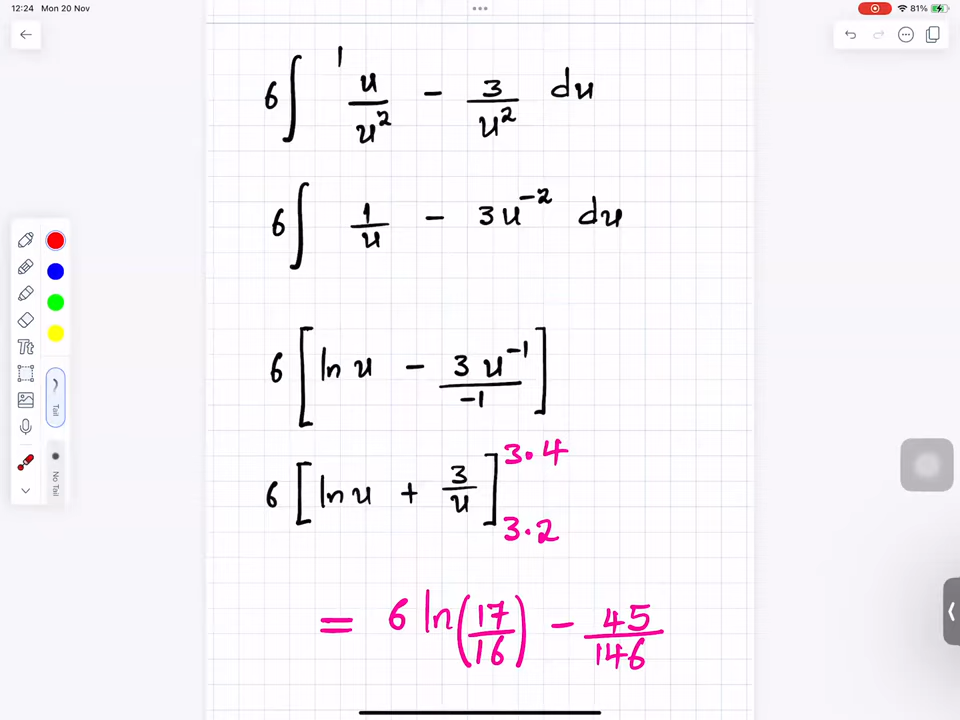 12:24 Mon 20 Nov
81%
6∫ ¹ u/u² − 3/u² du
6∫ 1/u − 3u⁻² du
Tt
6[ln u − 3u⁻¹/−1]
Tail
No Tail
6[ln u + 3/u] 3·4 3·2
= 6 ln(17/16) − 45/146